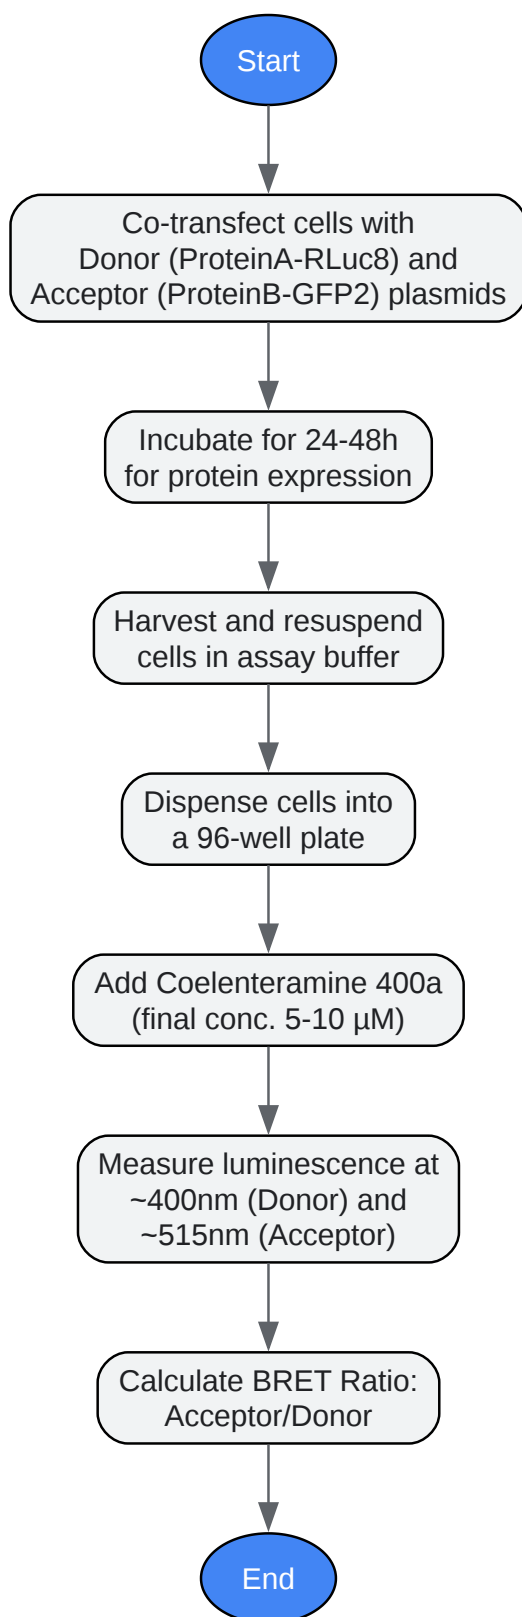 Start
Co-transfect cells with
Donor (ProteinA-RLuc8) and
Acceptor (ProteinB-GFP2) plasmids
Incubate for 24-48h
for protein expression
Harvest and resuspend
cells in assay buffer
Dispense cells into
a 96-well plate
Add Coelenteramine 400a
(final conc. 5-10 µM)
Measure luminescence at
~400nm (Donor) and
~515nm (Acceptor)
Calculate BRET Ratio:
Acceptor/Donor
End